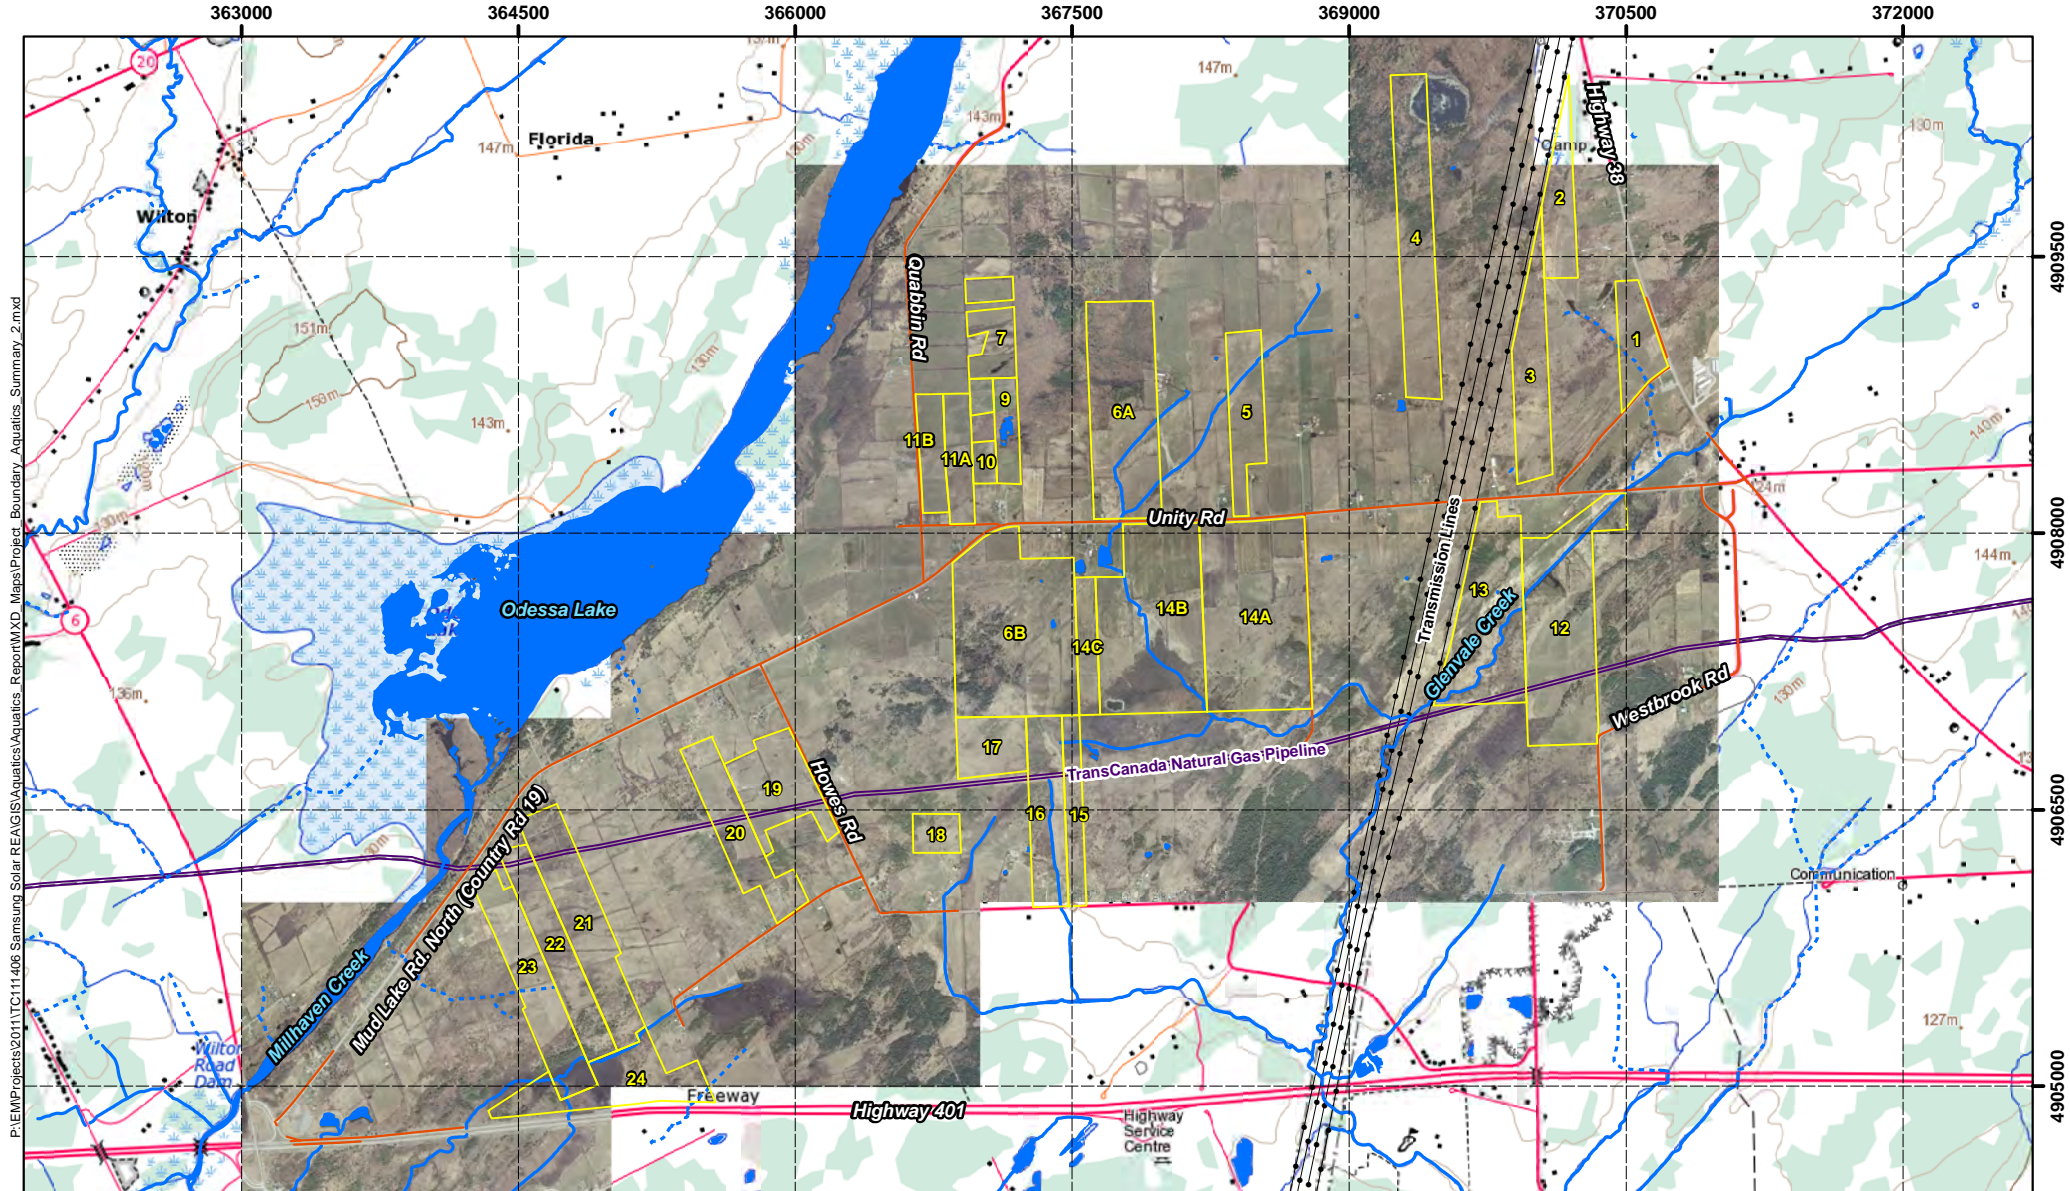 363000 364500 366000 367500 369000 370500 372000
20
147m
Highway 38
143m
130m
Florida
147m
130m
Camp
2
Wilton
4
4909500
Quabbin Rd
151m
7
1
130m
3
150m
9
6A
5
143m
11B
140m
11A
10
124m
Unity Rd
4908000
Transmission Lines
144m
13
Odessa Lake
14B
14A
6
6B
12
14C
Glenvale Creek
136m
130m
Westbrook Rd
17
TransCanada Natural Gas Pipeline
19
Howes Rd
16
15
4906500
20
18
Communication
21
22
23
Millhaven Creek
Mud Lake Rd. North (Country Rd 19)
127m
Wilton
Road
Dam
24
4905000
Freeway
Highway 401
Highway
Service
Centre
P:\EM\Projects\2011\TC111406 Samsung Solar REA\GIS\Aquatics\Aquatics_Report\MXD_Maps\Project_Boundary_Aquatics_Summary_2.mxd